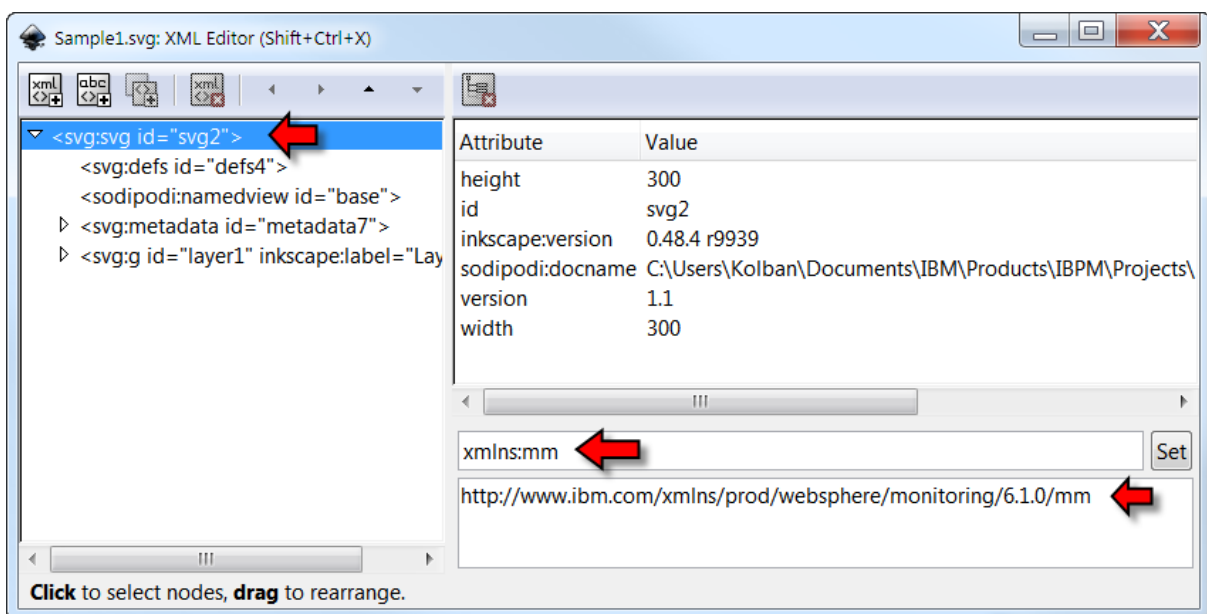 Sample1.svg: XML Editor (Shift+Ctrl+X)
xml
abc
xml
<svg:svg id="svg2">
<svg:defs id="defs4">
<sodipodi:namedview id="base">
<svg:metadata id="metadata7">
<svg:g id="layer1" inkscape:label="Lay
Attribute Value
height 300
id svg2
inkscape:version 0.48.4 r9939
sodipodi:docname C:\Users\Kolban\Documents\IBM\Products\IBPM\Projects\
version 1.1
width 300
xmlns:mm
Set
http://www.ibm.com/xmlns/prod/websphere/monitoring/6.1.0/mm
Click to select nodes, drag to rearrange.